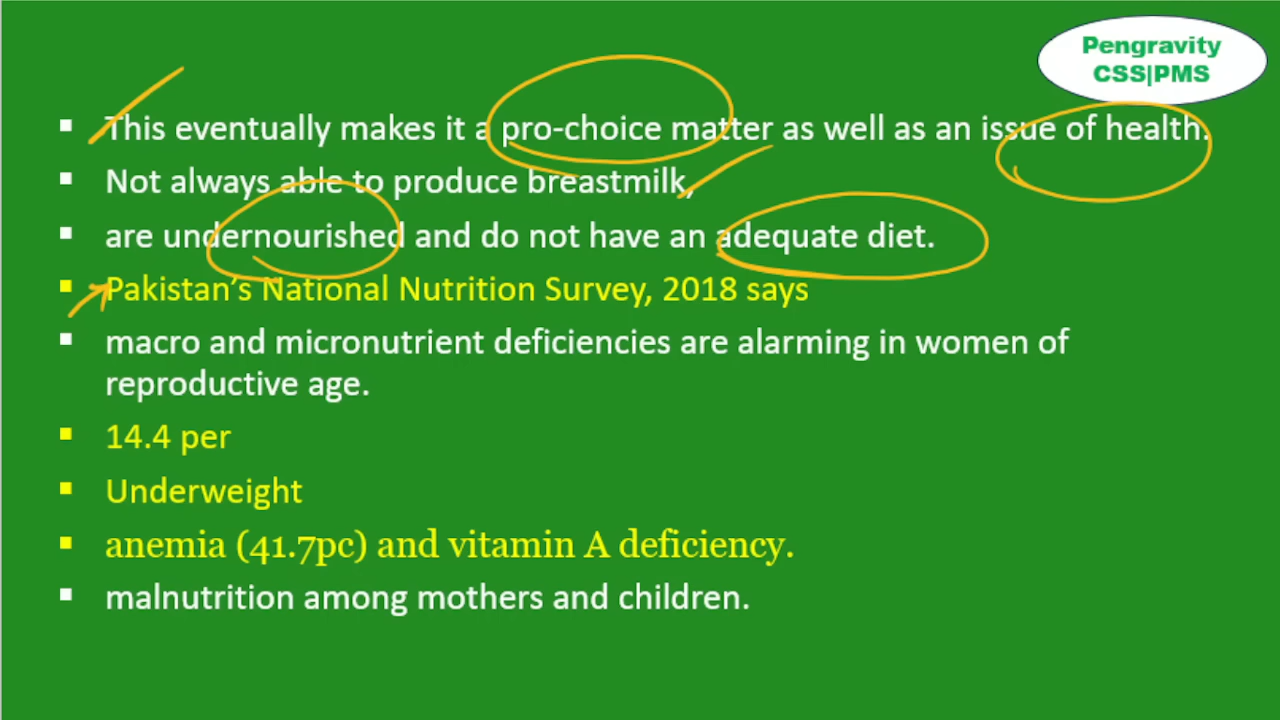 Pengravity
CSS|PMS
▪ This eventually makes it a pro-choice matter as well as an issue of health.
▪ Not always able to produce breastmilk,
▪ are undernourished and do not have an adequate diet.
▪ Pakistan’s National Nutrition Survey, 2018 says
▪ macro and micronutrient deficiencies are alarming in women of
reproductive age.
▪ 14.4 per
▪ Underweight
▪ anemia (41.7pc) and vitamin A deficiency.
▪ malnutrition among mothers and children.